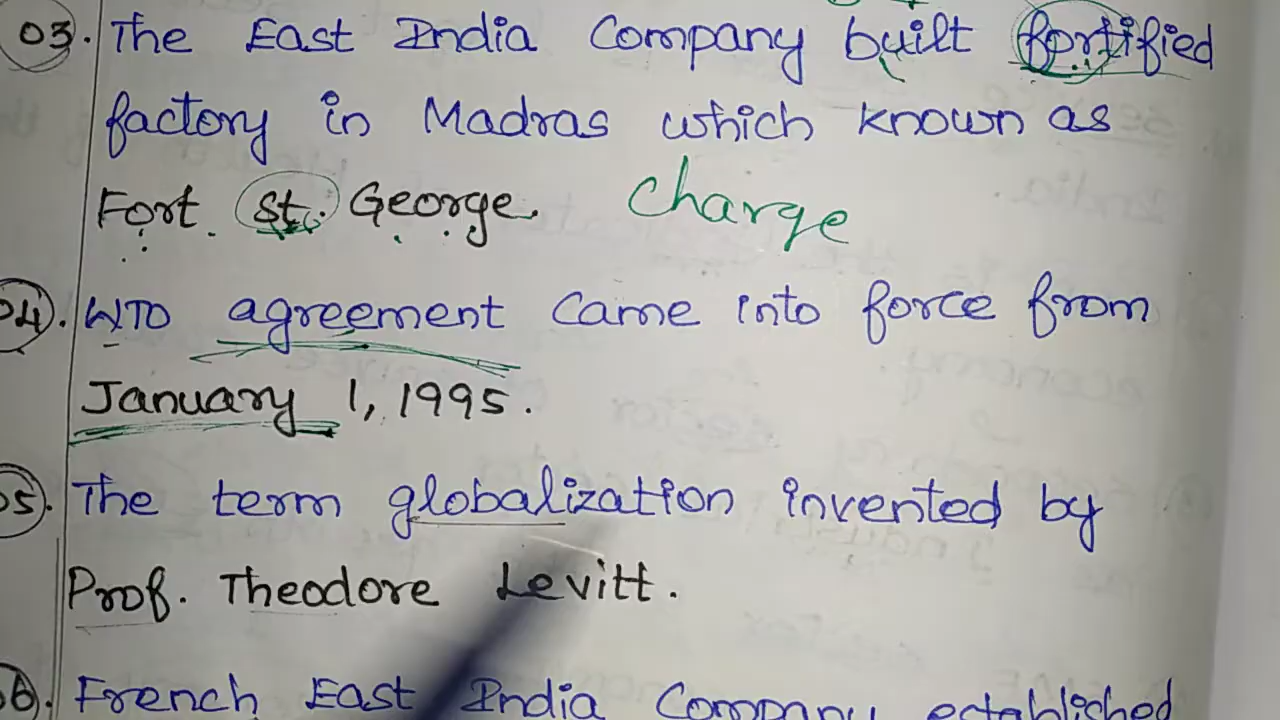 03. The East India Company built fortified
factory in Madras which known as
Fort St. George. Charge
04. WTO agreement came into force from
January 1, 1995.
05. The term globalization invented by
Prof. Theodore Levitt.
06. French East India Company established